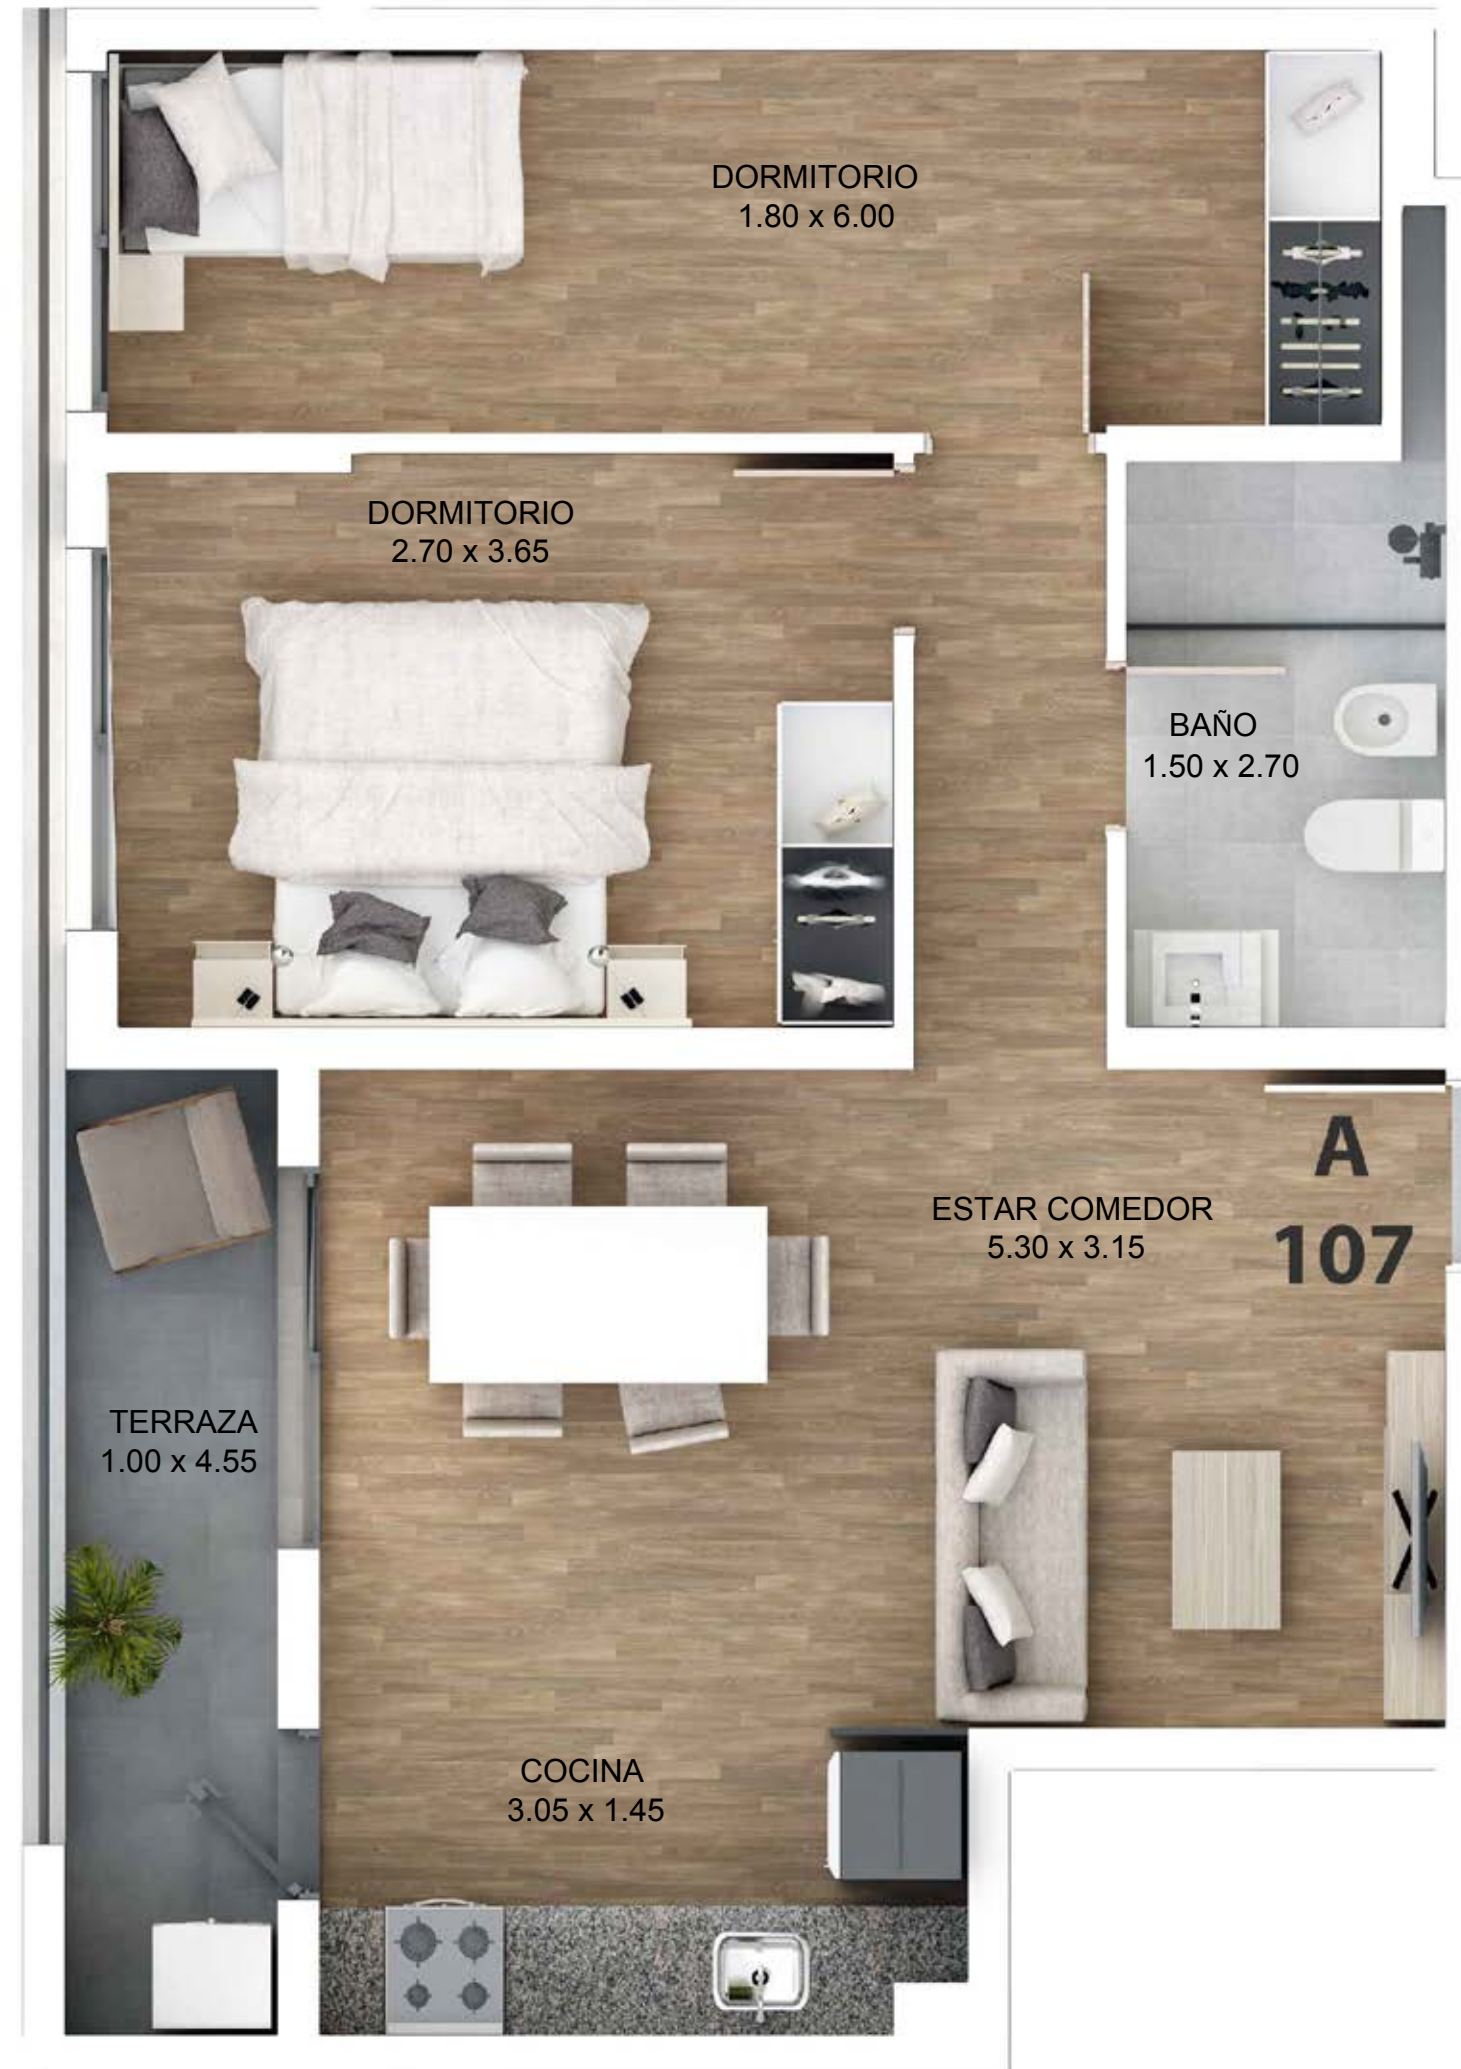 DORMITORIO
1.80 x 6.00
DORMITORIO
2.70 x 3.65
BAÑO
1.50 x 2.70
A
107
ESTAR COMEDOR
5.30 x 3.15
TERRAZA
1.00 x 4.55
COCINA
3.05 x 1.45